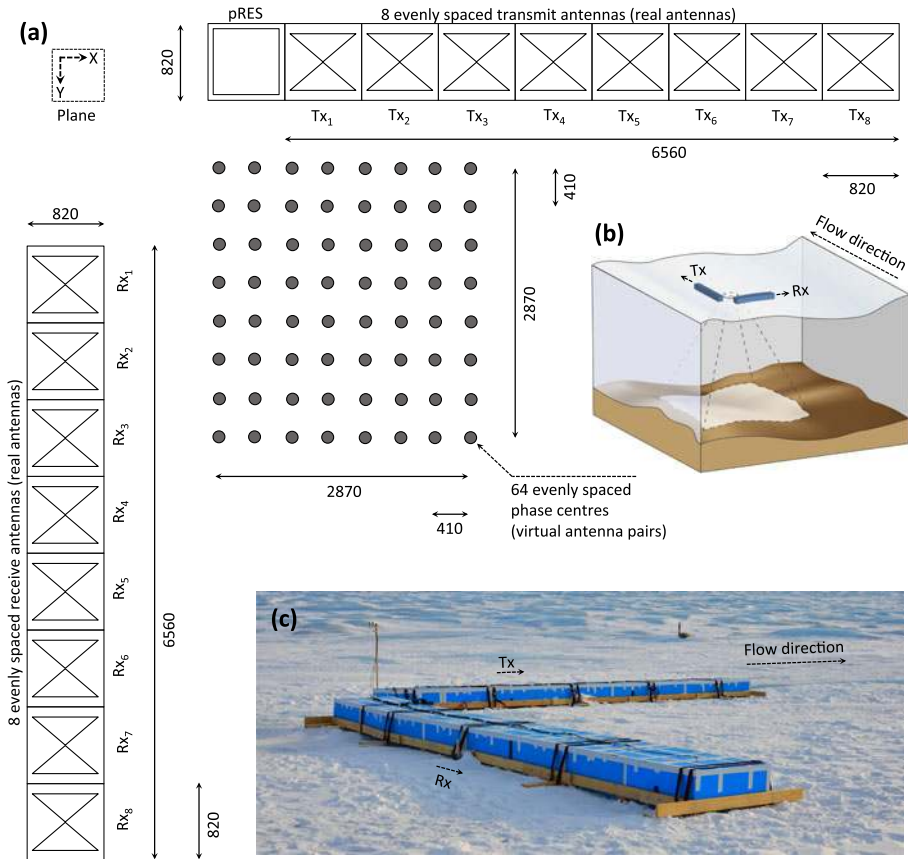 (a)
X
Y
Plane
pRES
8 evenly spaced transmit antennas (real antennas)
820
Tx1
Tx2
Tx3
Tx4
Tx5
Tx6
Tx7
Tx8
6560
820
410
2870
2870
410
64 evenly spaced
phase centres
(virtual antenna pairs)
820
8 evenly spaced receive antennas (real antennas)
Rx1
Rx2
Rx3
Rx4
Rx5
Rx6
Rx7
Rx8
6560
820
(b)
Flow direction
Tx
Rx
(c)
Tx
Flow direction
Rx